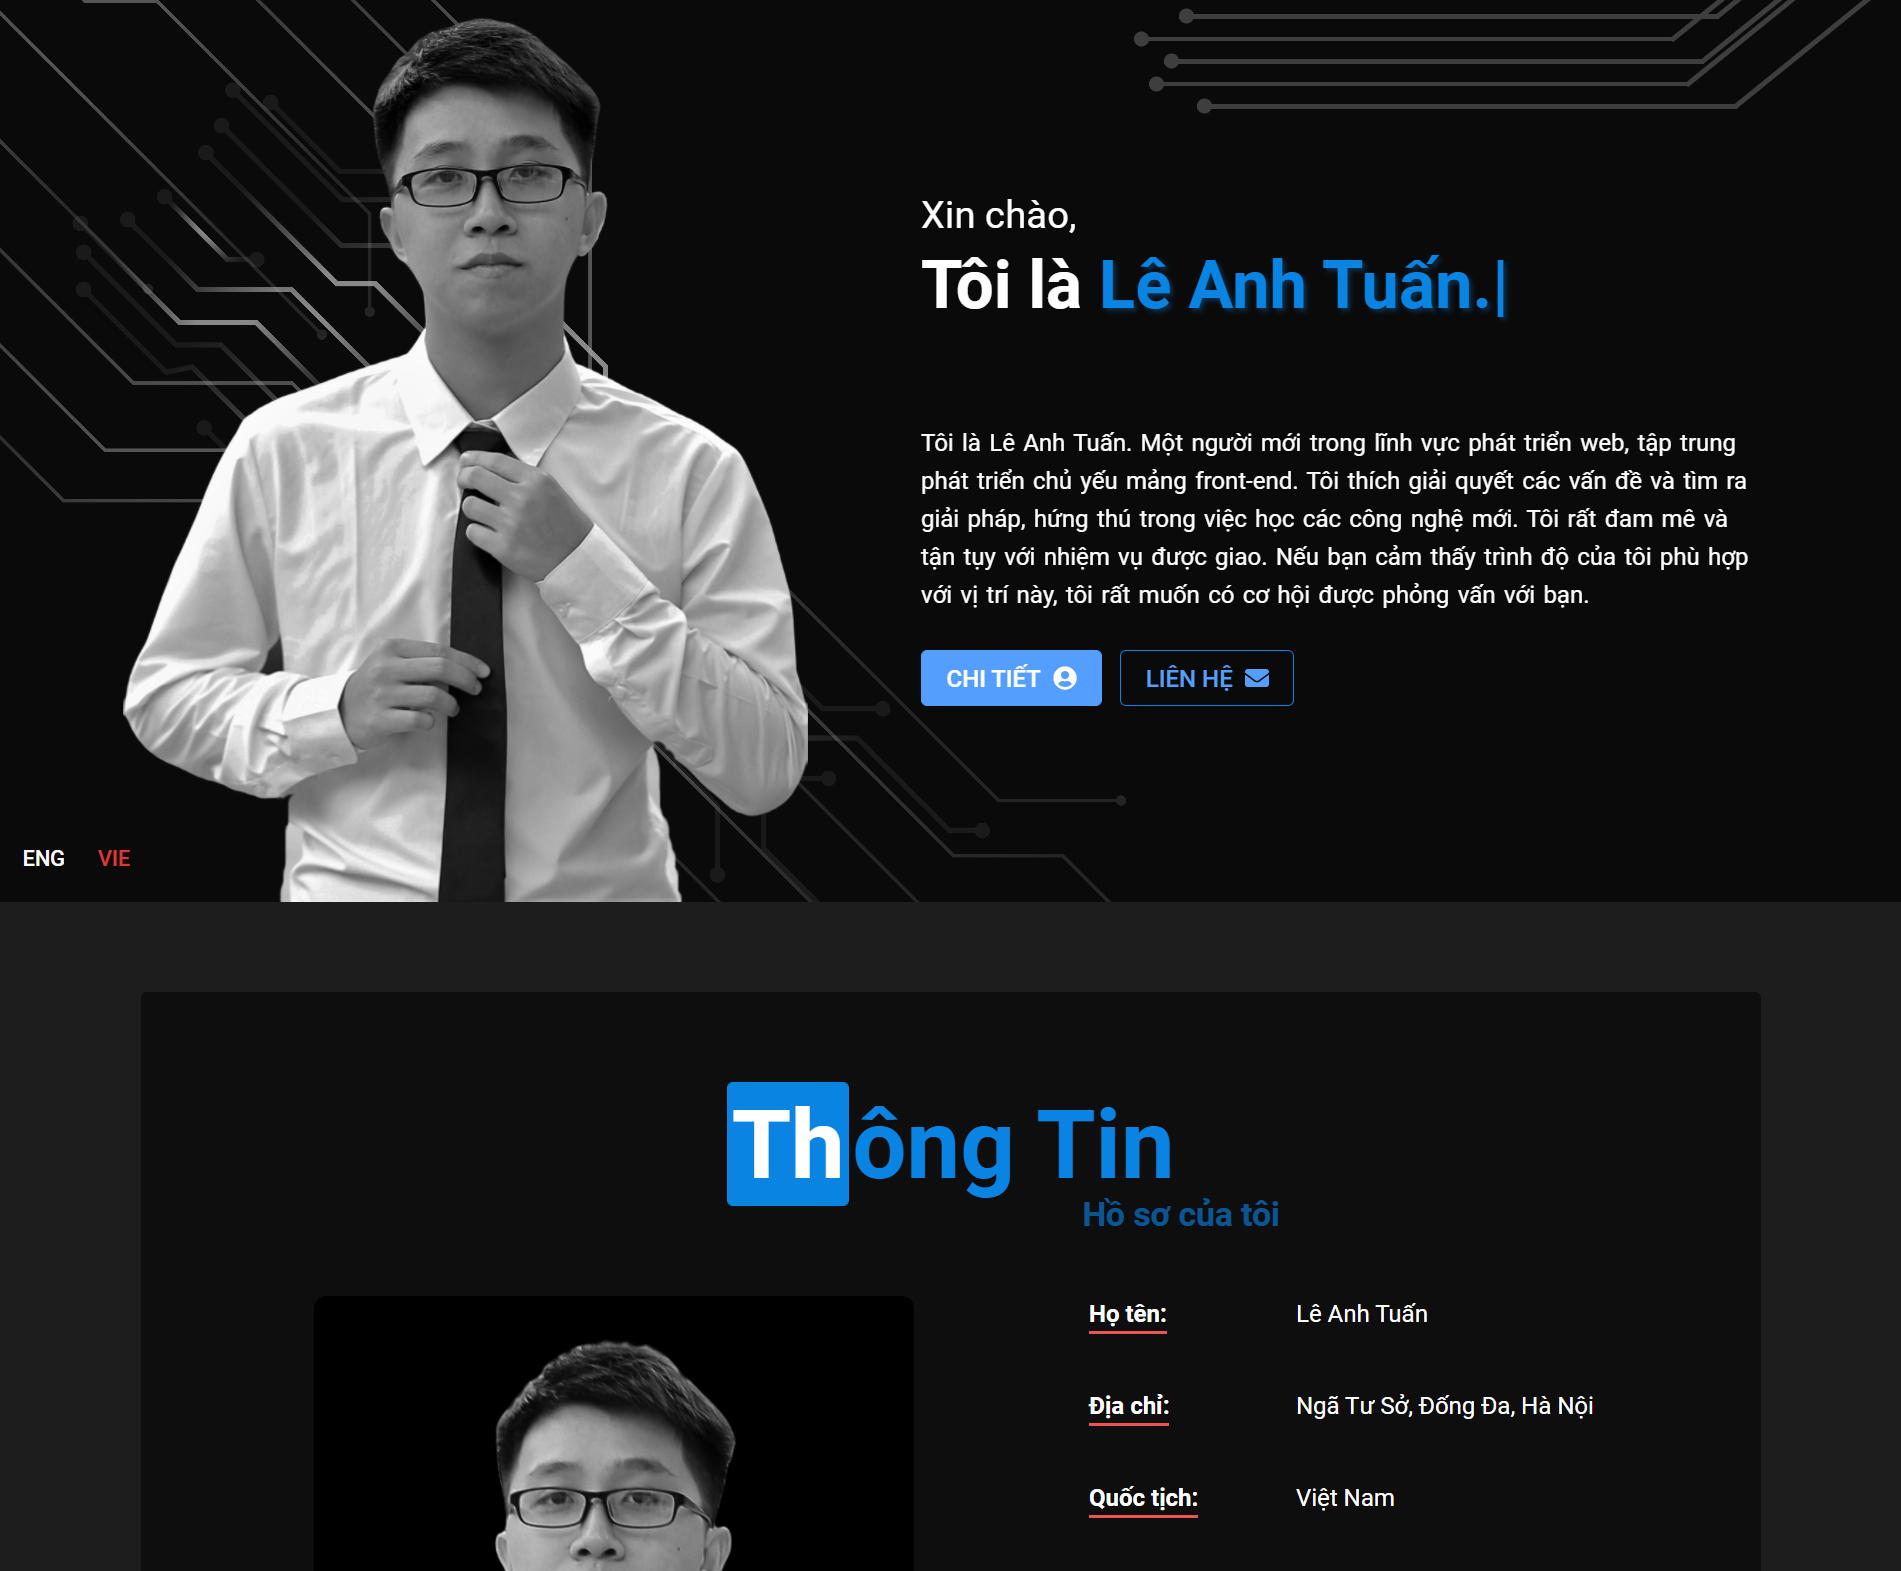 Xin chào,
Tôi là Lê Anh Tuấn.|
Tôi là Lê Anh Tuấn. Một người mới trong lĩnh vực phát triển web, tập trung
phát triển chủ yếu mảng front-end. Tôi thích giải quyết các vấn đề và tìm ra
giải pháp, hứng thú trong việc học các công nghệ mới. Tôi rất đam mê và
tận tụy với nhiệm vụ được giao. Nếu bạn cảm thấy trình độ của tôi phù hợp
với vị trí này, tôi rất muốn có cơ hội được phỏng vấn với bạn.
CHI TIẾT
LIÊN HỆ
ENG VIE
Thông Tin
Hồ sơ của tôi
Họ tên: Lê Anh Tuấn
Địa chỉ: Ngã Tư Sở, Đống Đa, Hà Nội
Quốc tịch: Việt Nam